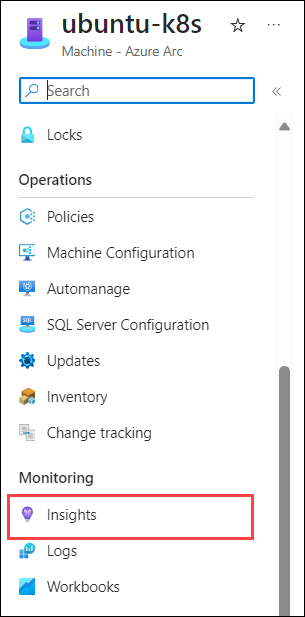 ubuntu-k8s
Machine - Azure Arc
Search
Locks
Operations
Policies
Machine Configuration
Automanage
SQL Server Configuration
Updates
Inventory
Change tracking
Monitoring
Insights
Logs
Workbooks